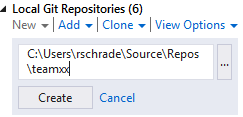 Local Git Repositories (6)
New Add Clone View Options
C:\Users\rschrade\Source\Repos
\teamxx
...
Create Cancel